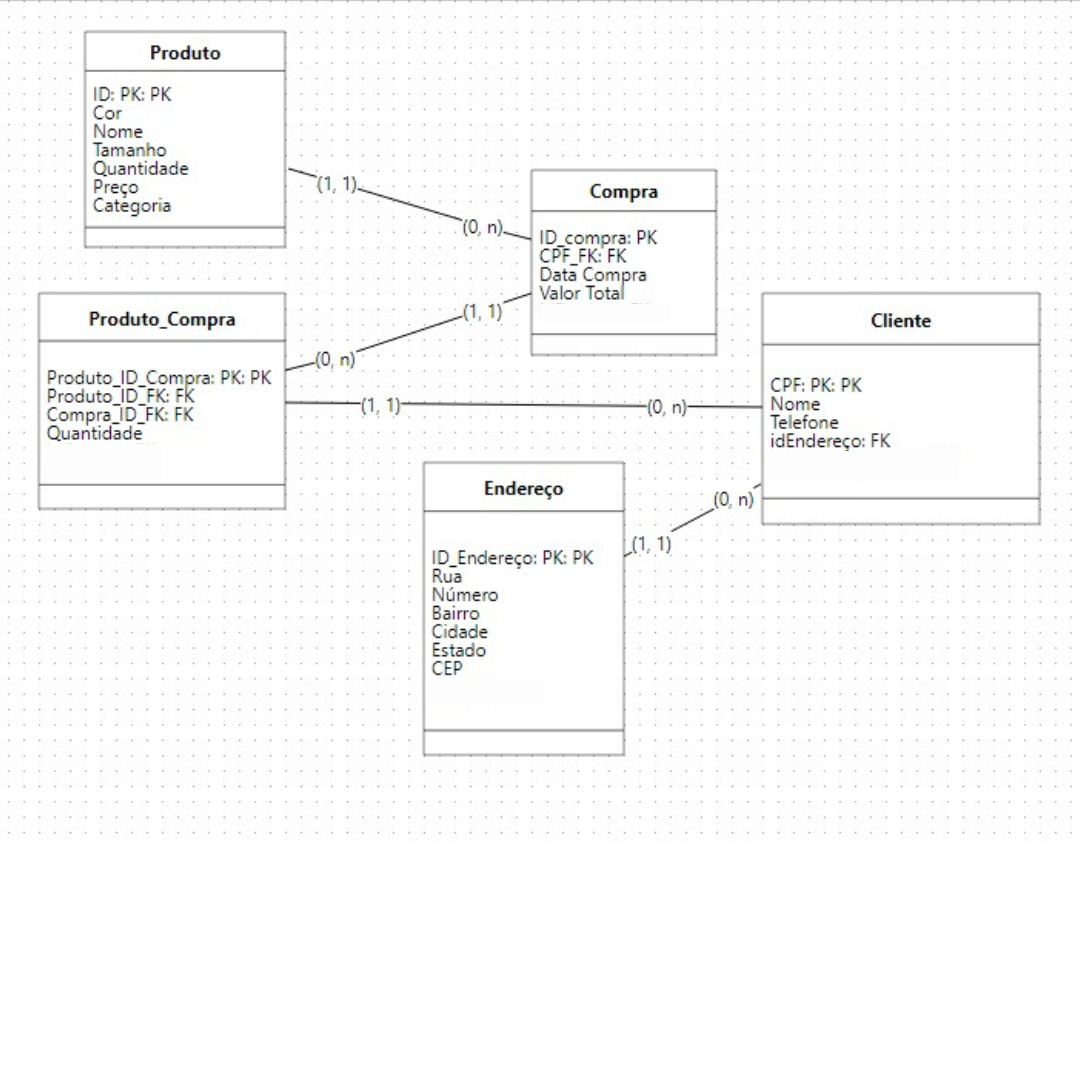 Produto
ID: PK: PK
Cor
Nome
Tamanho
Quantidade
Preço
Categoria
(1, 1)
(0, n)
Compra
ID_compra: PK
CPF_FK: FK
Data Compra
Valor Total
(1, 1)
(0, n)
Produto_Compra
Produto_ID_Compra: PK: PK
Produto_ID_FK: FK
Compra_ID_FK: FK
Quantidade
(1, 1)
(0, n)
Cliente
CPF: PK: PK
Nome
Telefone
idEndereço: FK
(0, n)
(1, 1)
Endereço
ID_Endereço: PK: PK
Rua
Número
Bairro
Cidade
Estado
CEP